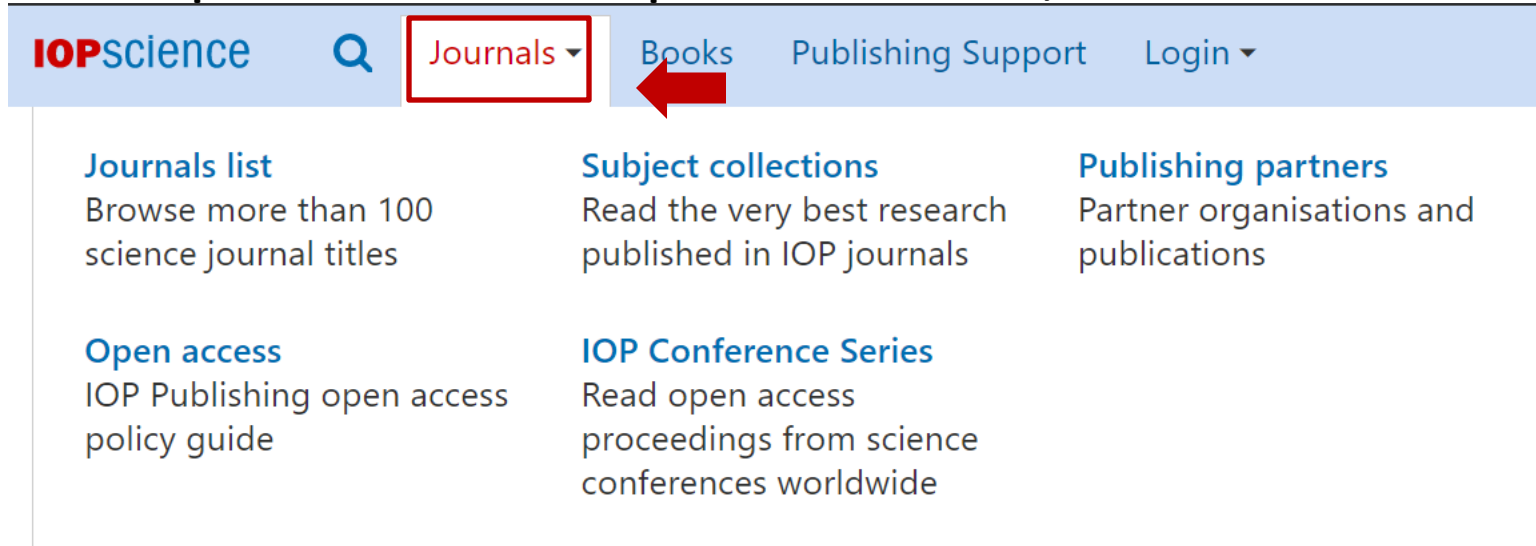 IOPscience Journals Books Publishing Support Login
Journals list
Browse more than 100
science journal titles
Subject collections
Read the very best research
published in IOP journals
Publishing partners
Partner organisations and
publications
Open access
IOP Publishing open access
policy guide
IOP Conference Series
Read open access
proceedings from science
conferences worldwide